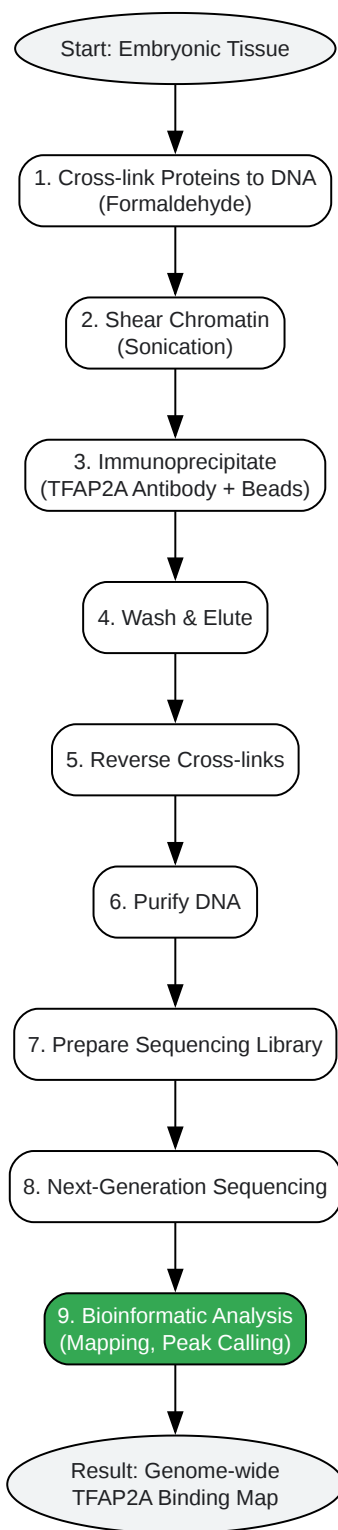 Start: Embryonic Tissue
1. Cross-link Proteins to DNA
(Formaldehyde)
2. Shear Chromatin
(Sonication)
3. Immunoprecipitate
(TFAP2A Antibody + Beads)
4. Wash & Elute
5. Reverse Cross-links
6. Purify DNA
7. Prepare Sequencing Library
8. Next-Generation Sequencing
9. Bioinformatic Analysis
(Mapping, Peak Calling)
Result: Genome-wide
TFAP2A Binding Map